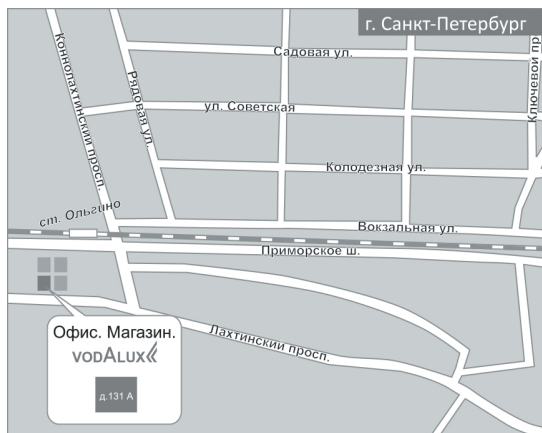 г. Санкт-Петербург
Садовая ул.
Коннолахтинский просп.
Рядовая ул.
Ключевой пр
ул. Советская
Колодезная ул.
ст. Ольгино
Вокзальная ул.
Приморское ш.
Лахтинский просп.
Офис. Магазин.
VODALUX
д.131 А